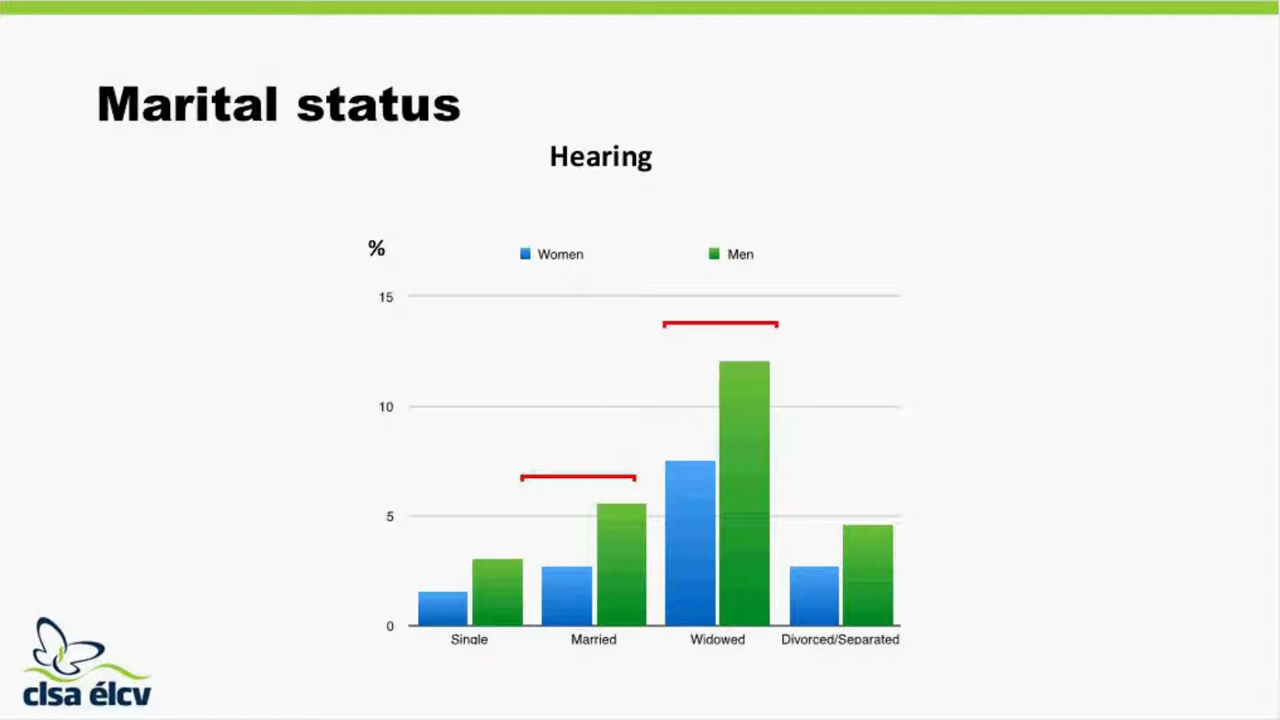 Marital status
Hearing
%
Women
Men
15
10
5
0
Single
Married
Widowed
Divorced/Separated
clsa élcv